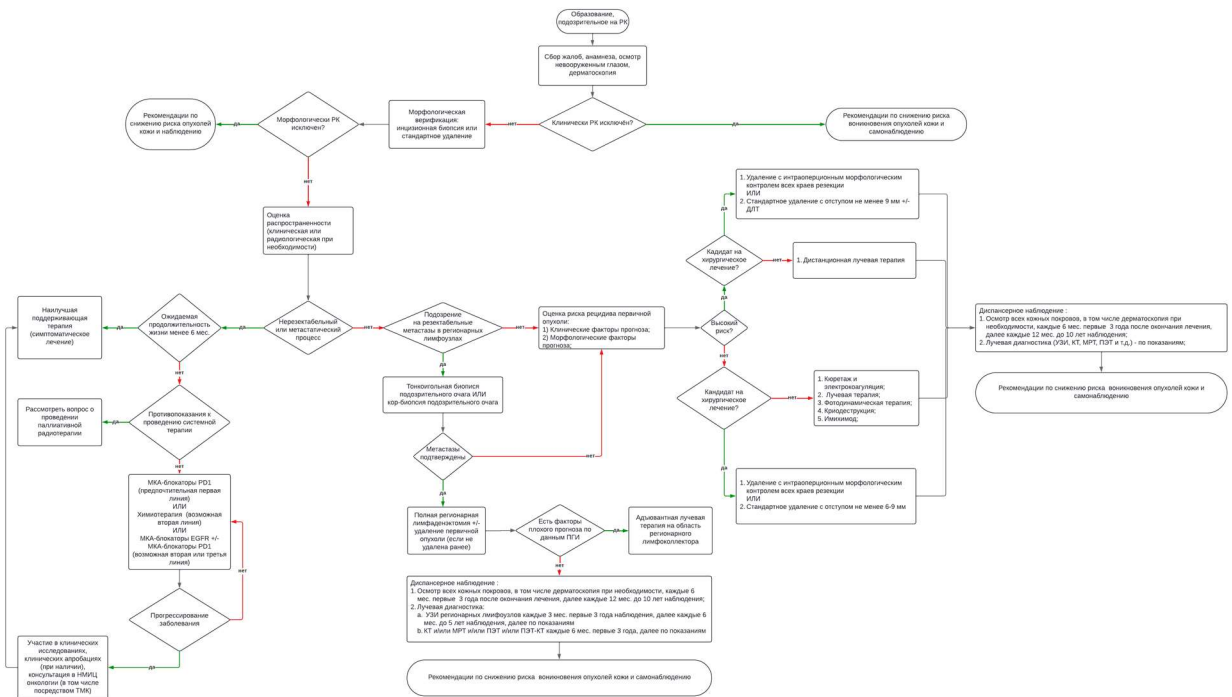 Образование,
подозрительное на РК
Сбор жалоб, анамнеза, осмотр
невооруженным глазом,
дерматоскопия
Клинически РК исключён?
да
Рекомендации по снижению риска
воникновения опухолей кожи и
самонаблюдению
нет
Морфологическая
верификация:
инцизионная биопсия или
стандартное удаление
Морфологически РК
исключен?
да
Рекомендации по
снижению риска опухолей
кожи и наблюдению
нет
Оценка
распространенности
(клиническая или
радиологическая при
необходимости)
Нерезектабельный
или метастатический
процесс
да
Ожидаемая
продолжительность
жизни менее 6 мес.
да
Наилучшая
поддерживающая
терапия
(симптоматическое
лечение)
нет
Противопоказания к
проведению системной
терапии
да
Рассмотреть вопрос о
проведении
паллиативной
радиотерапии
нет
МКА-блокаторы PD1
(предпочтительная первая
линия)
ИЛИ
Химиотерапия (возможная
вторая линия)
ИЛИ
МКА-блокаторы EGFR +/-
МКА-блокаторы PD1
(возможная вторая или третья
линия)
нет
Прогрессирование
заболевания
да
Участие в клинических
исследованиях,
клинических апробациях
(при наличии),
консультация в НМИЦ
онкологии (в том числе
посредством ТМК)
нет
Подозрение
на резектабельные
метастазы в регионарных
лимфоузлах
нет
да
Тонкоигольная биопися
подозрительного очага ИЛИ
кор-биопсия подозрительного очага
Метастазы
подтверждены
нет
да
Полная регионарная
лимфаденэктомия +/-
удаление первичной
опухоли (если не
удалена ранее)
Есть факторы
плохого прогноза по
данным ПГИ
да
Адъювантная лучевая
терапия на область
регионарного
лимфоколлектора
нет
Диспансерное наблюдение :
1. Осмотр всех кожных покровов, в том числе дерматоскопия при необходимости, каждые 6
мес. первые 3 года после окончания лечения, далее каждые 12 мес. до 10 лет наблюдения;
2. Лучевая диагностика:
a. УЗИ регионарных лмифоузлов каждые 3 мес. первые 3 года наблюдения, далее каждые 6
мес. до 5 лет наблюдения, далее по показаниям
b. КТ и/или МРТ и/или ПЭТ и/или ПЭТ-КТ каждые 6 мес. первые 3 года, далее по показаниям
Рекомендации по снижению риска воникновения опухолей кожи и самонаблюдению
Оценка риска рецидива первичной
опухоли:
1) Клинические факторы прогноза;
2) Морфологические факторы
прогноза;
Высокий
риск?
да
Кадидат на
хирургическое
лечение?
да
1. Удаление с интраоперционным морфологическим
контролем всех краев резекции
ИЛИ
2. Стандартное удаление с отступом не менее 9 мм +/-
ДЛТ
нет
1. Дистанционная лучевая терапия
нет
Кандидат на
хирургическое
лечение?
нет
1. Кюретаж и
электрокоагуляция;
2. Лучевая терапия;
3. Фотодинамическая терапия;
4. Криодеструкция;
5. Имихимод;
да
1. Удаление с интраоперционным морфологическим
контролем всех краев резекции
ИЛИ
2. Стандартное удаление с отступом не менее 6-9 мм
Диспансерное наблюдение :
1. Осмотр всех кожных покровов, в том числе дерматоскопия при
необходимости, каждые 6 мес. первые 3 года после окончания лечения,
далее каждые 12 мес. до 10 лет наблюдения;
2. Лучевая диагностика (УЗИ, КТ, МРТ, ПЭТ и т.д.) - по показаниям;
Рекомендации по снижению риска воникновения опухолей кожи и
самонаблюдению